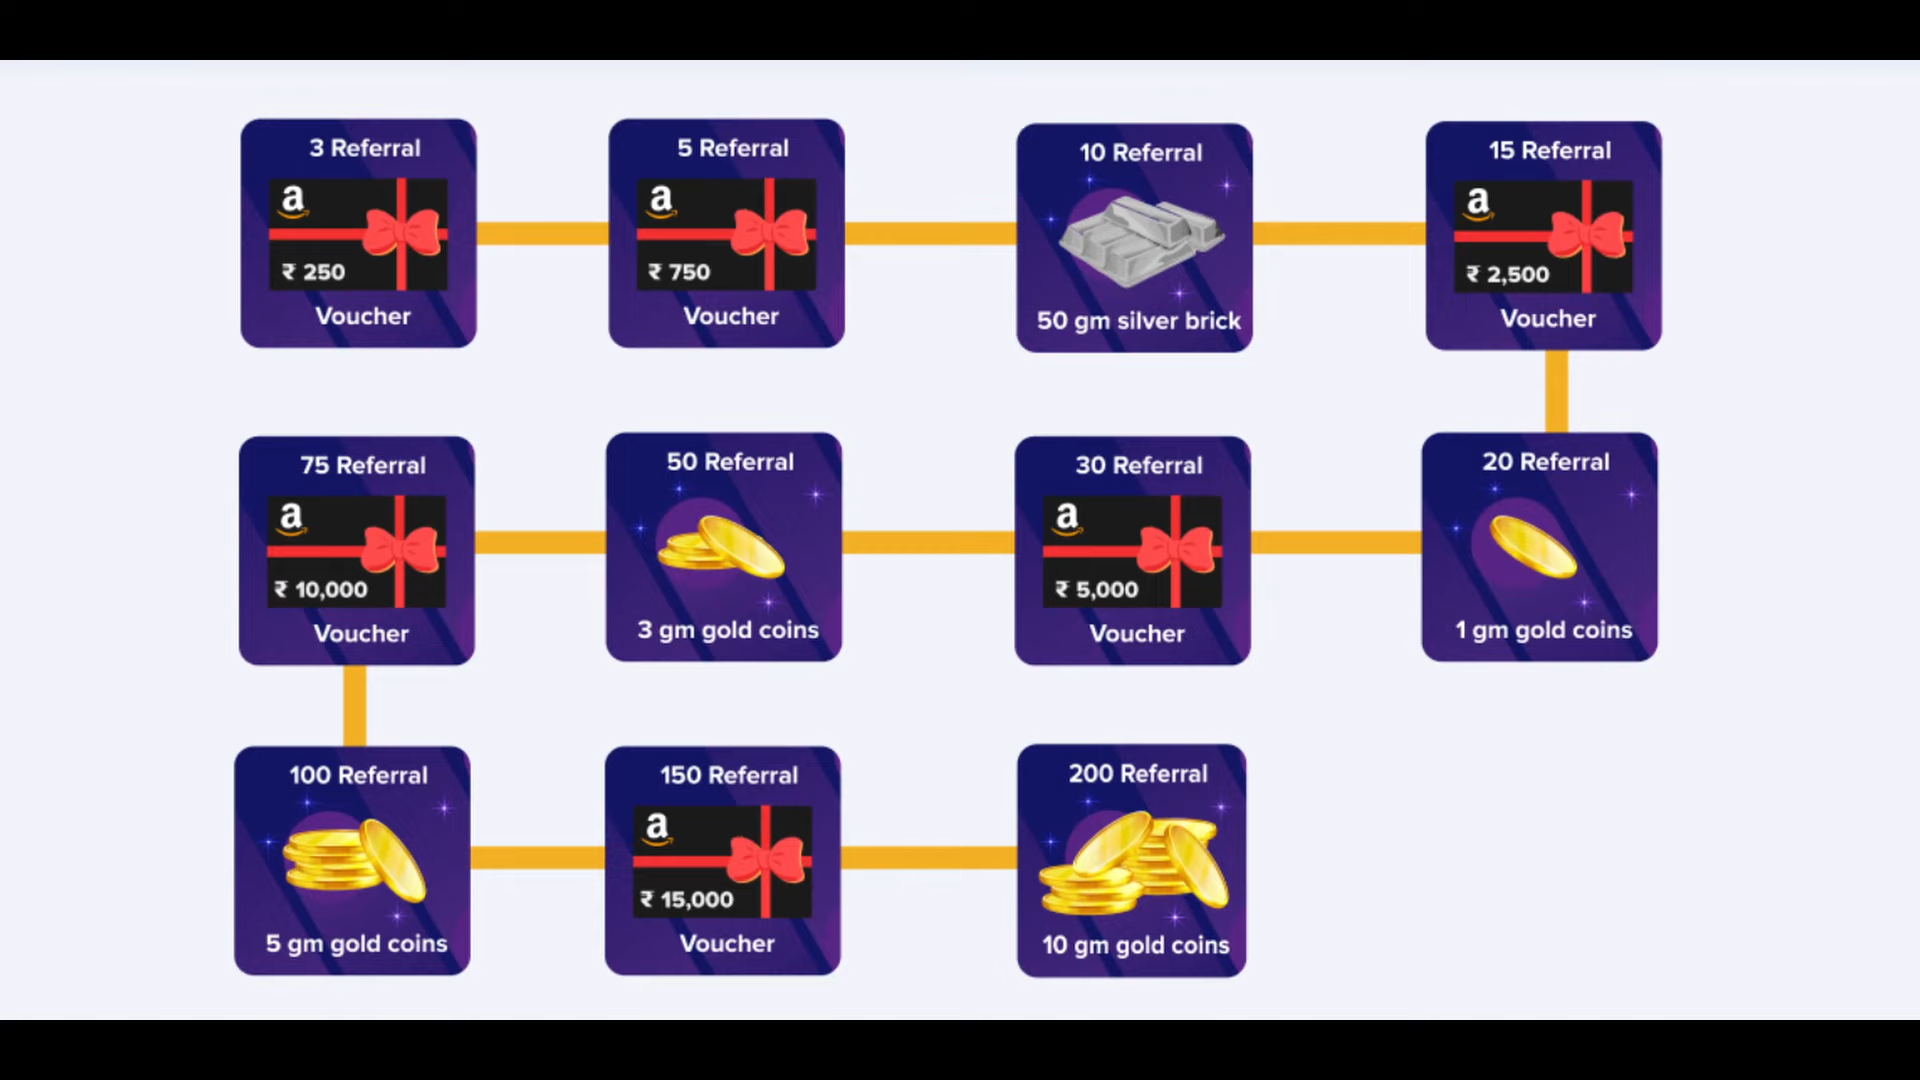 3 Referral
a
₹ 250
Voucher
5 Referral
a
₹ 750
Voucher
10 Referral
50 gm silver brick
15 Referral
a
₹ 2,500
Voucher
20 Referral
1 gm gold coins
30 Referral
a
₹ 5,000
Voucher
50 Referral
3 gm gold coins
75 Referral
a
₹ 10,000
Voucher
100 Referral
5 gm gold coins
150 Referral
a
₹ 15,000
Voucher
200 Referral
10 gm gold coins